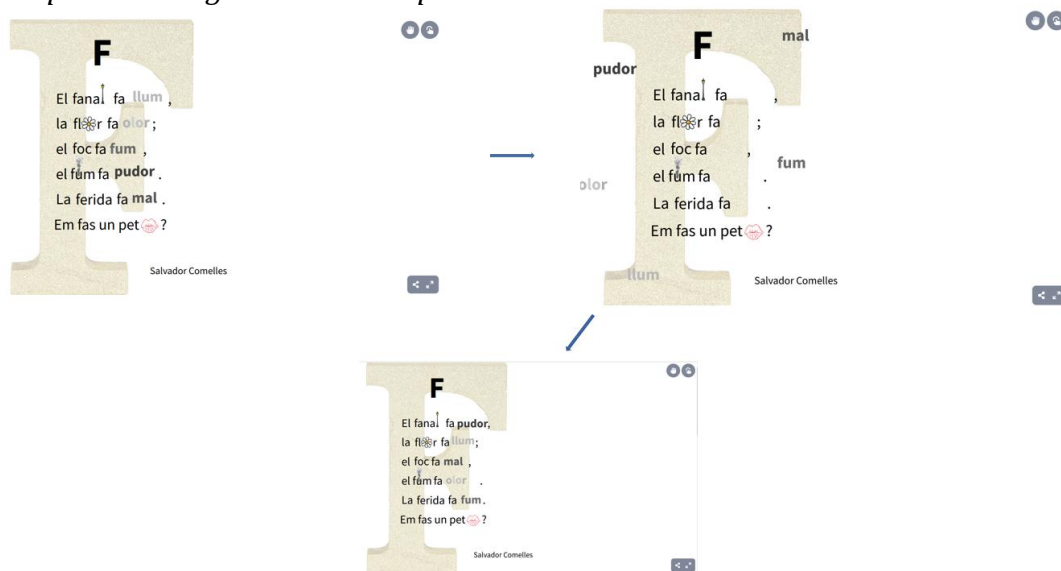 F
El fanal fa llum ,
la flor fa olor ;
el foc fa fum ,
el fum fa pudor .
La ferida fa mal .
Em fas un pet ?
Salvador Comelles
F
mal
pudor
El fanal fa ,
la flor fa ;
el foc fa ,
fum
el fum fa .
olor
La ferida fa .
Em fas un pet ?
llum
Salvador Comelles
F
El fanal fa pudor,
la flor fa llum;
el foc fa mal ,
el fum fa olor .
La ferida fa fum.
Em fas un pet ?
Salvador Comelles